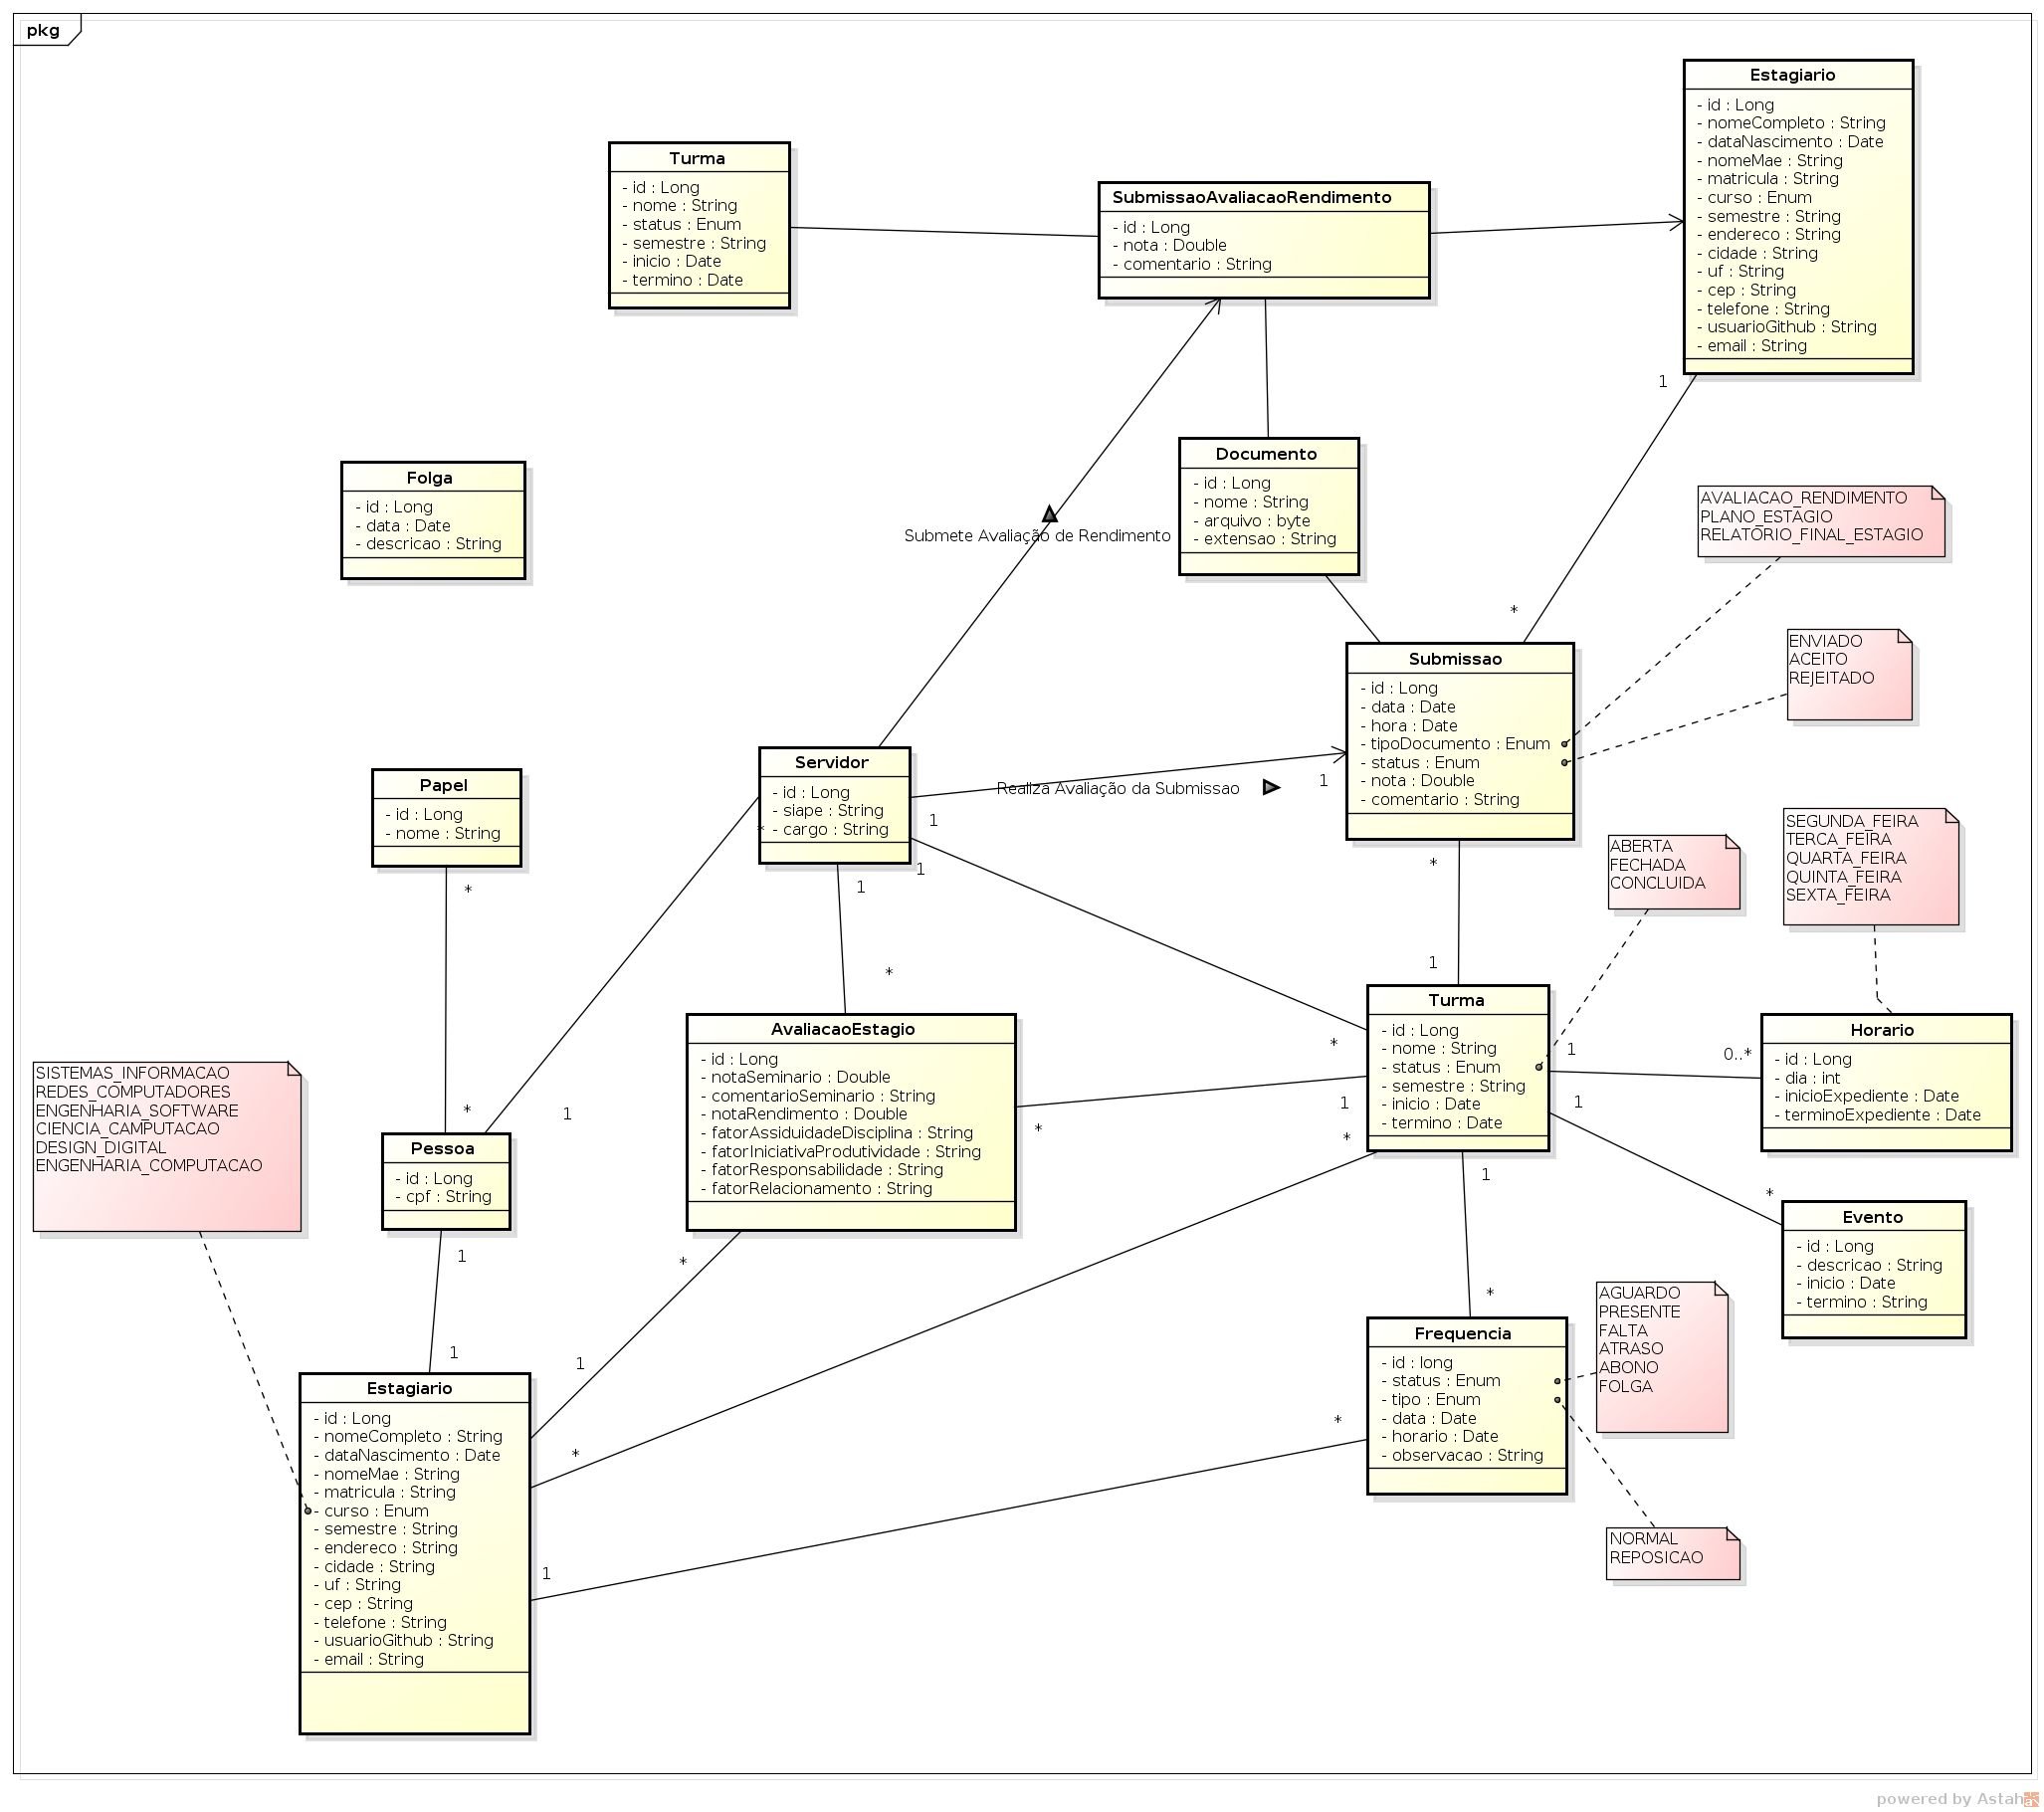 pkg
Estagiario
- id : Long
- nomeCompleto : String
- dataNascimento : Date
- nomeMae : String
- matricula : String
- curso : Enum
- semestre : String
- endereco : String
- cidade : String
- uf : String
- cep : String
- telefone : String
- usuarioGithub : String
- email : String
1
*
Turma
- id : Long
- nome : String
- status : Enum
- semestre : String
- inicio : Date
- termino : Date
SubmissaoAvaliacaoRendimento
- id : Long
- nota : Double
- comentario : String
Documento
- id : Long
- nome : String
- arquivo : byte
- extensao : String
Folga
- id : Long
- data : Date
- descricao : String
Submete Avaliação de Rendimento
AVALIACAO_RENDIMENTO
PLANO_ESTAGIO
RELATORIO_FINAL_ESTAGIO
ENVIADO
ACEITO
REJEITADO
Submissao
- id : Long
- data : Date
- hora : Date
- tipoDocumento : Enum
- status : Enum
- nota : Double
- comentario : String
Servidor
- id : Long
- siape : String
* - cargo : String
Realiza Avaliação da Submissao
1
1
1
1
*
*
1
Papel
- id : Long
- nome : String
*
*
1
ABERTA
FECHADA
CONCLUIDA
SEGUNDA_FEIRA
TERCA_FEIRA
QUARTA_FEIRA
QUINTA_FEIRA
SEXTA_FEIRA
Turma
- id : Long
- nome : String
- status : Enum
- semestre : String
- inicio : Date
- termino : Date
*
1
0..*
1
1
*
*
1
*
Horario
- id : Long
- dia : int
- inicioExpediente : Date
- terminoExpediente : Date
AvaliacaoEstagio
- id : Long
- notaSeminario : Double
- comentarioSeminario : String
- notaRendimento : Double
- fatorAssiduidadeDisciplina : String
- fatorIniciativaProdutividade : String
- fatorResponsabilidade : String
- fatorRelacionamento : String
*
*
SISTEMAS_INFORMACAO
REDES_COMPUTADORES
ENGENHARIA_SOFTWARE
CIENCIA_CAMPUTACAO
DESIGN_DIGITAL
ENGENHARIA_COMPUTACAO
Pessoa
- id : Long
- cpf : String
1
1
Evento
- id : Long
- descricao : String
- inicio : Date
- termino : String
Frequencia
- id : long
- status : Enum
- tipo : Enum
- data : Date
- horario : Date
- observacao : String
*
AGUARDO
PRESENTE
FALTA
ATRASO
ABONO
FOLGA
NORMAL
REPOSICAO
Estagiario
- id : Long
- nomeCompleto : String
- dataNascimento : Date
- nomeMae : String
- matricula : String
- curso : Enum
- semestre : String
- endereco : String
- cidade : String
- uf : String
- cep : String
- telefone : String
- usuarioGithub : String
- email : String
1
*
1
powered by Astah